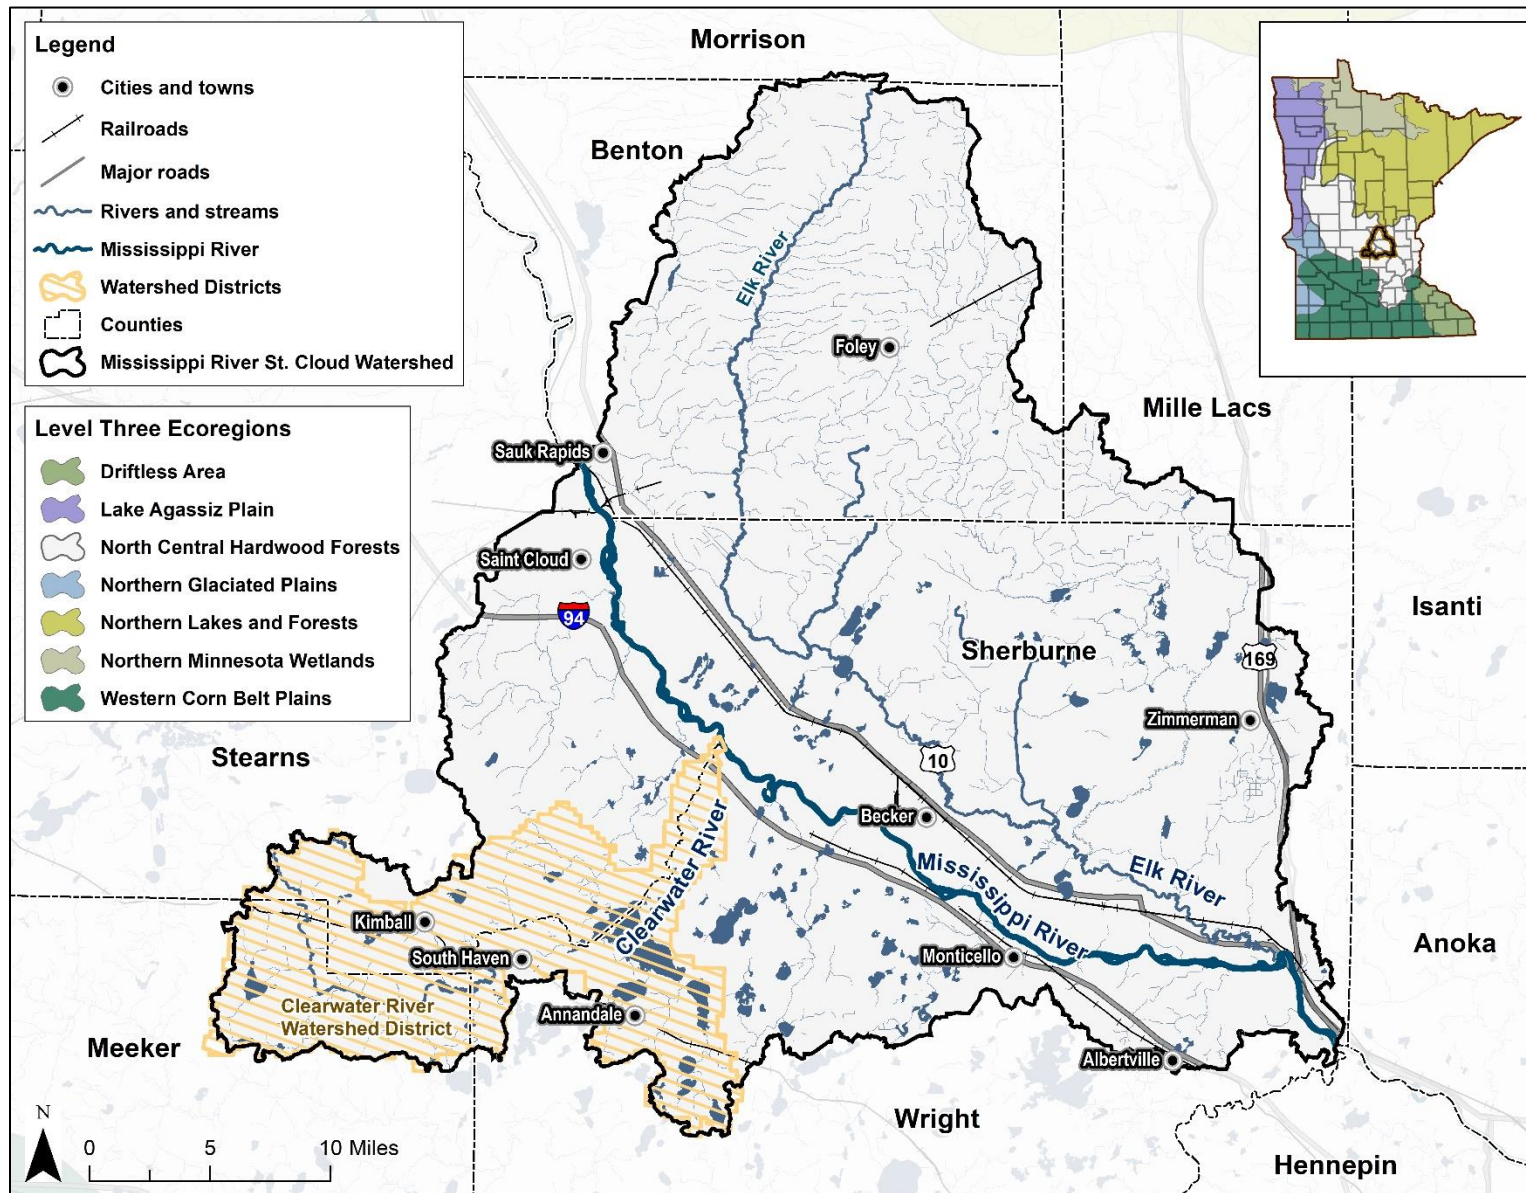 Legend
Cities and towns
Railroads
Major roads
Rivers and streams
Mississippi River
Watershed Districts
Counties
Mississippi River St. Cloud Watershed
Level Three Ecoregions
Driftless Area
Lake Agassiz Plain
North Central Hardwood Forests
Northern Glaciated Plains
Northern Lakes and Forests
Northern Minnesota Wetlands
Western Corn Belt Plains
Morrison
Benton
Elk River
Foley
Mille Lacs
Sauk Rapids
Saint Cloud
94
Isanti
Sherburne
169
Zimmerman
Stearns
10
Becker
Clearwater River
Mississippi River
Elk River
Kimball
South Haven
Monticello
Anoka
Clearwater River
Watershed District
Annandale
Meeker
Albertville
Wright
Hennepin
N
0 5 10 Miles